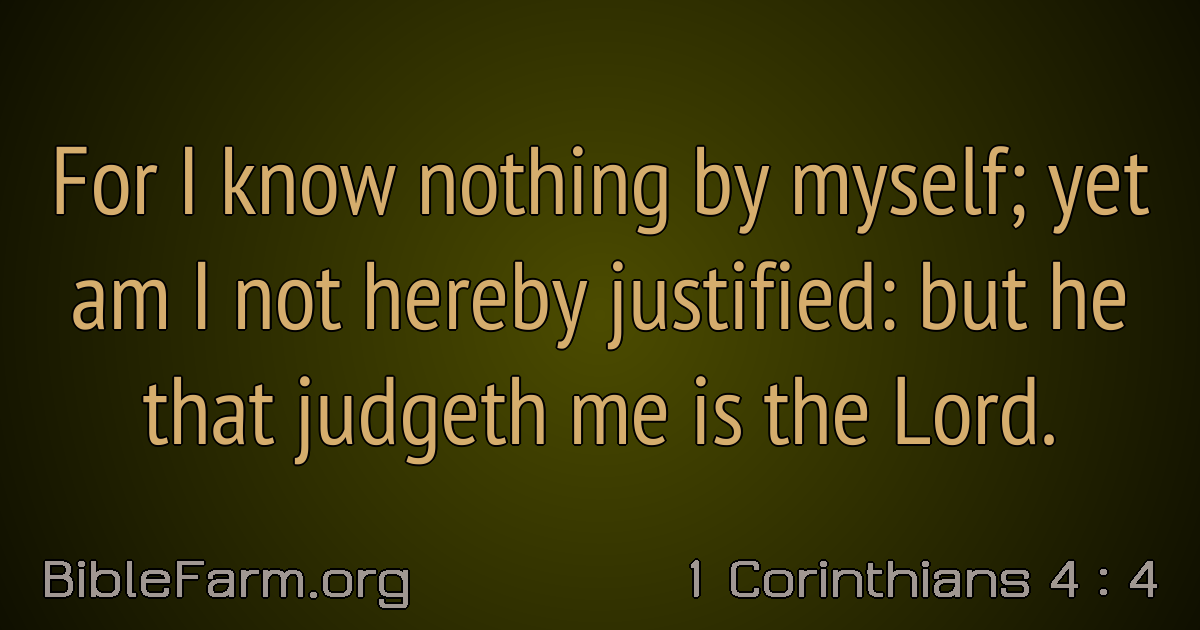 For I know nothing by myself; yet
am I not hereby justified: but he
that judgeth me is the Lord.
BibleFarm.org
1 Corinthians 4 : 4